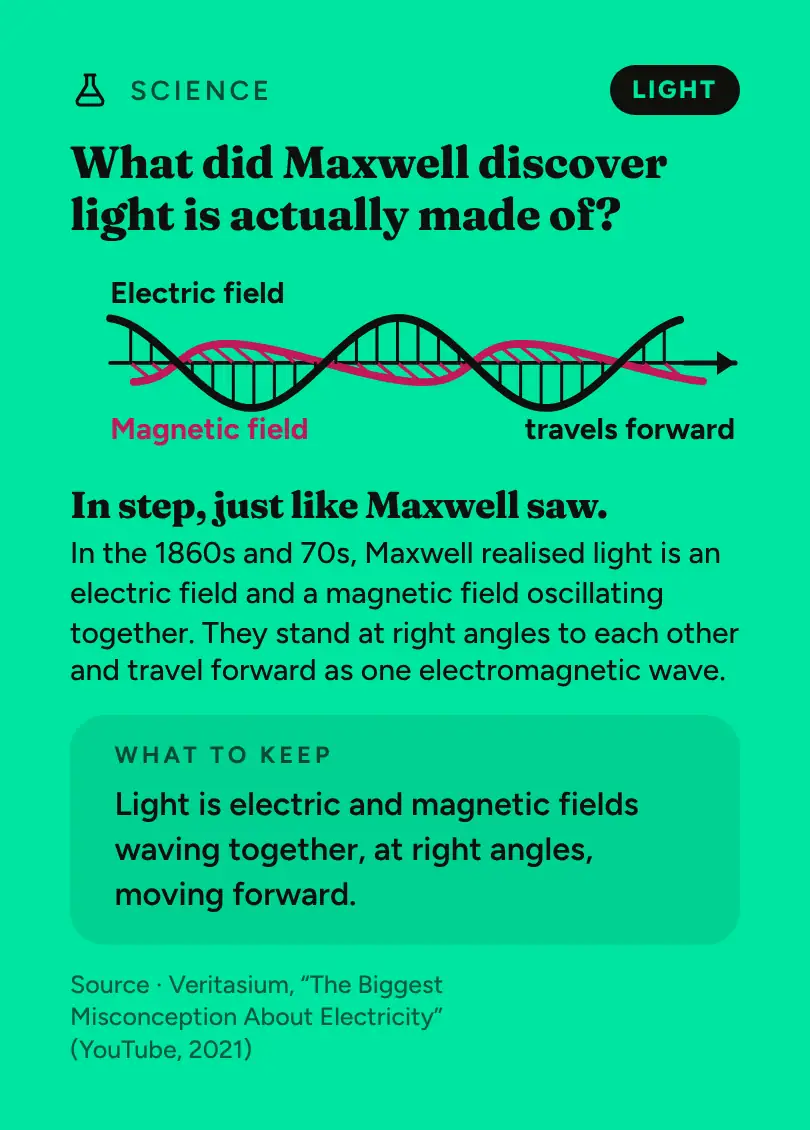 SCIENCE
LIGHT
What did Maxwell discover
light is actually made of?
Electric field
Magnetic field
travels forward
In step, just like Maxwell saw.
In the 1860s and 70s, Maxwell realised light is an
electric field and a magnetic field oscillating
together. They stand at right angles to each other
and travel forward as one electromagnetic wave.
WHAT TO KEEP
Light is electric and magnetic fields
waving together, at right angles,
moving forward.
Source · Veritasium, “The Biggest
Misconception About Electricity”
(YouTube, 2021)